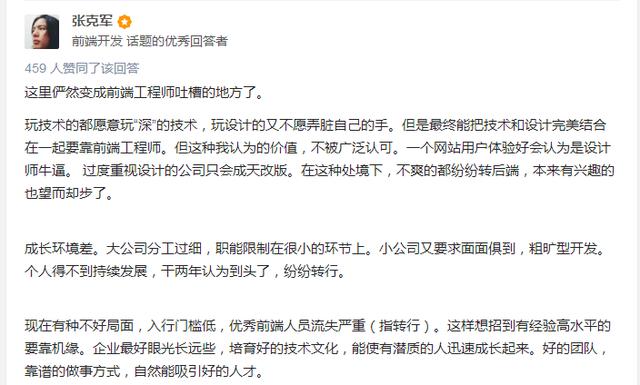 张克军
前端开发 话题的优秀回答者
459 人赞同了该回答
这里俨然变成前端工程师吐槽的地方了。
玩技术的都愿意玩“深”的技术，玩设计的又不愿弄脏自己的手。但是最终能把技术和设计完美结合
在一起要靠前端工程师。但这种我认为的价值，不被广泛认可。一个网站用户体验好会认为是设计
师牛逼。 过度重视设计的公司只会成天改版。在这种处境下，不爽的都纷纷转后端，本来有兴趣的
也望而却步了。
成长环境差。大公司分工过细，职能限制在很小的环节上。小公司又要求面面俱到，粗旷型开发。
个人得不到持续发展，干两年认为到头了，纷纷转行。
现在有种不好局面，入行门槛低，优秀前端人员流失严重（指转行）。这样想招到有经验高水平的
要靠机缘。企业最好眼光长远些，培育好的技术文化，能使有潜质的人迅速成长起来。好的团队，
靠谱的做事方式，自然能吸引好的人才。